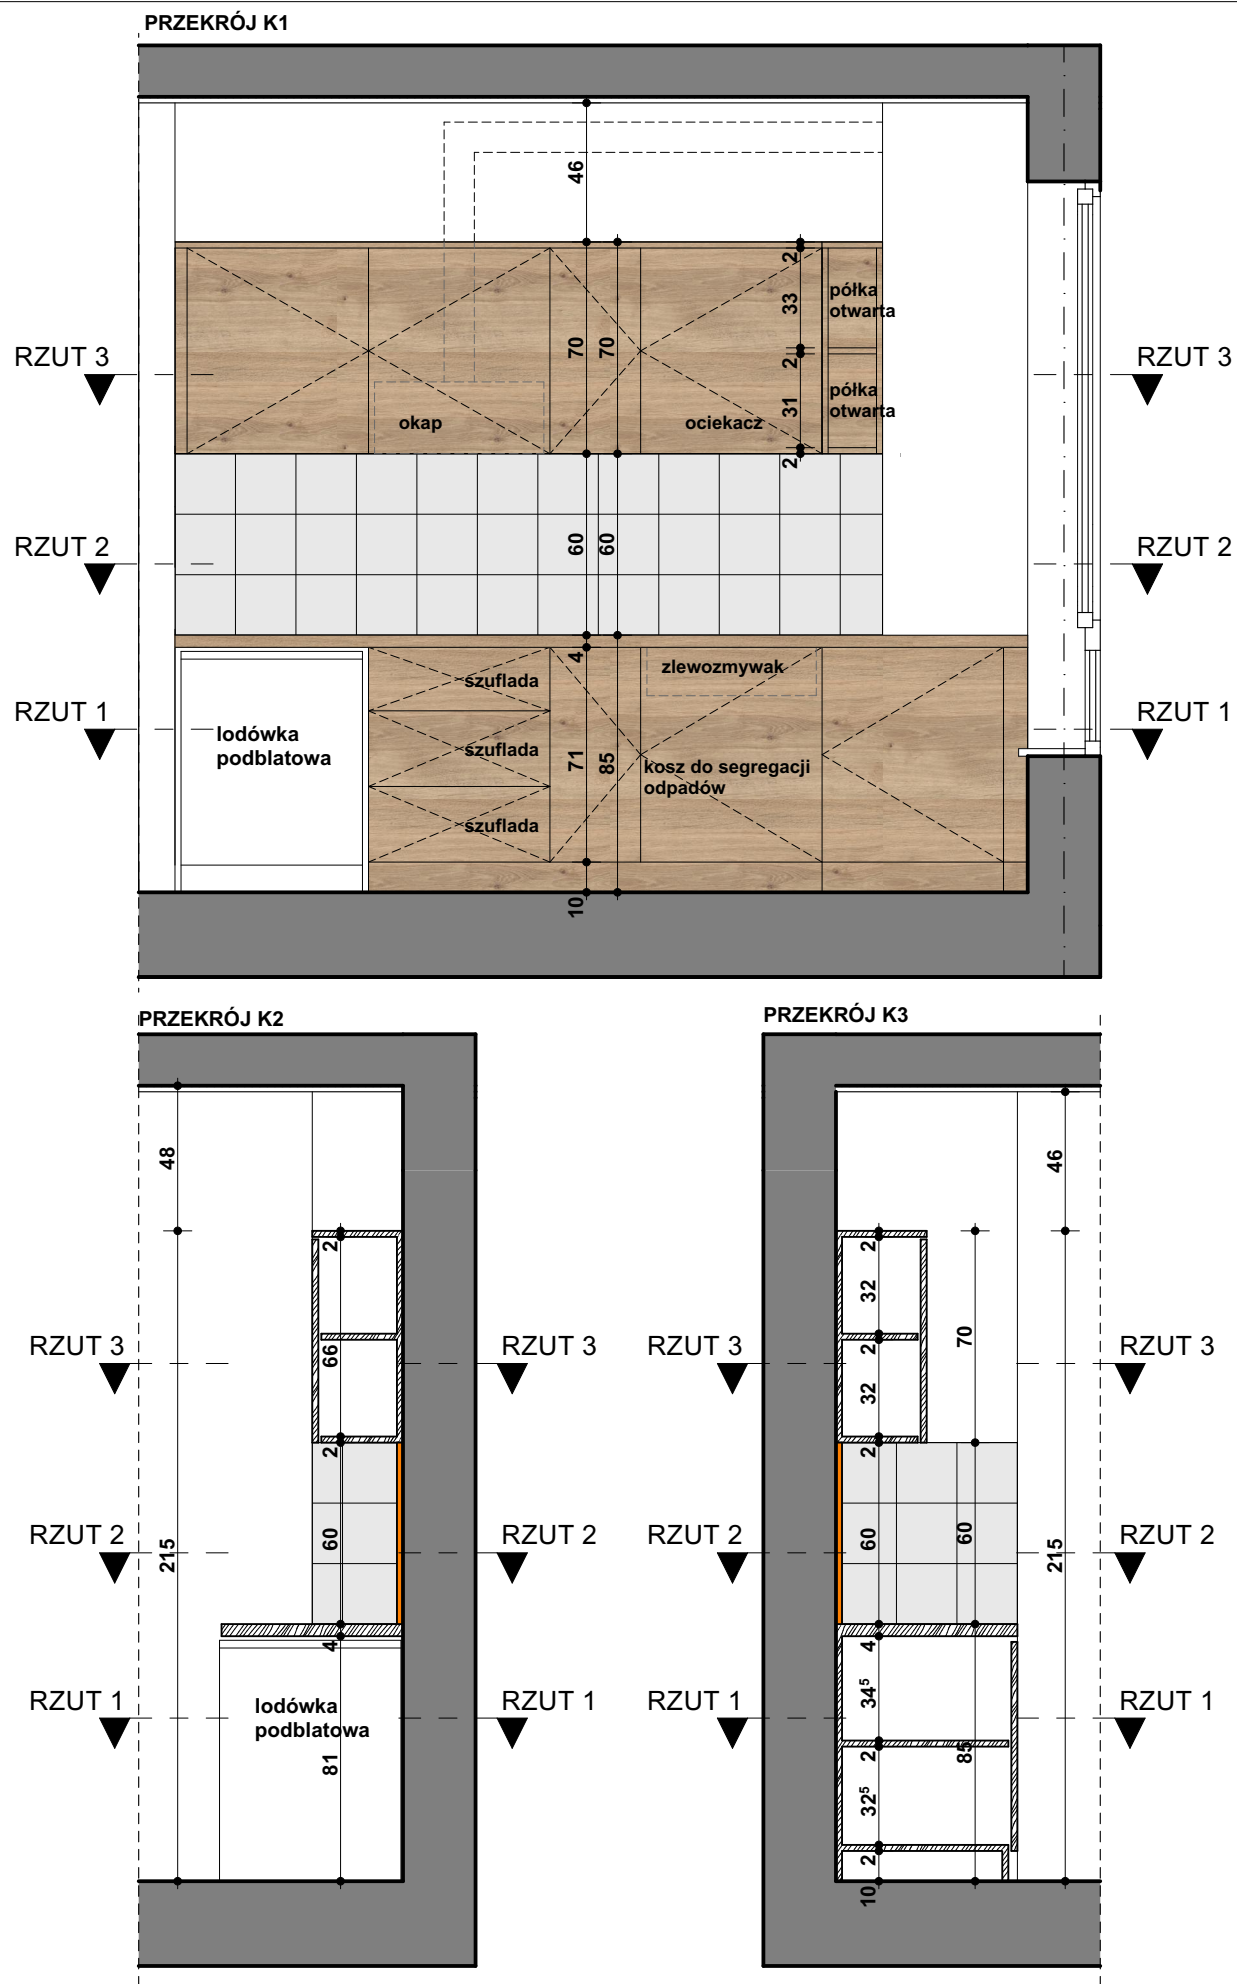 PRZEKRÓJ K1
46
2
33
2
31
2
70
70
półka
otwarta
półka
otwarta
okap
ociekacz
RZUT 3
RZUT 3
60
60
RZUT 2
RZUT 2
4
71
85
10
szuflada
szuflada
szuflada
zlewozmywak
kosz do segregacji
odpadów
lodówka
podblatowa
RZUT 1
RZUT 1
PRZEKRÓJ K2
48
215
2
66
2
60
4
81
RZUT 3
RZUT 3
RZUT 2
RZUT 2
RZUT 1
RZUT 1
lodówka
podblatowa
PRZEKRÓJ K3
46
215
2
32
2
32
2
70
60
60
4
34⁵
2
32⁵
2
10
85
RZUT 3
RZUT 3
RZUT 2
RZUT 2
RZUT 1
RZUT 1